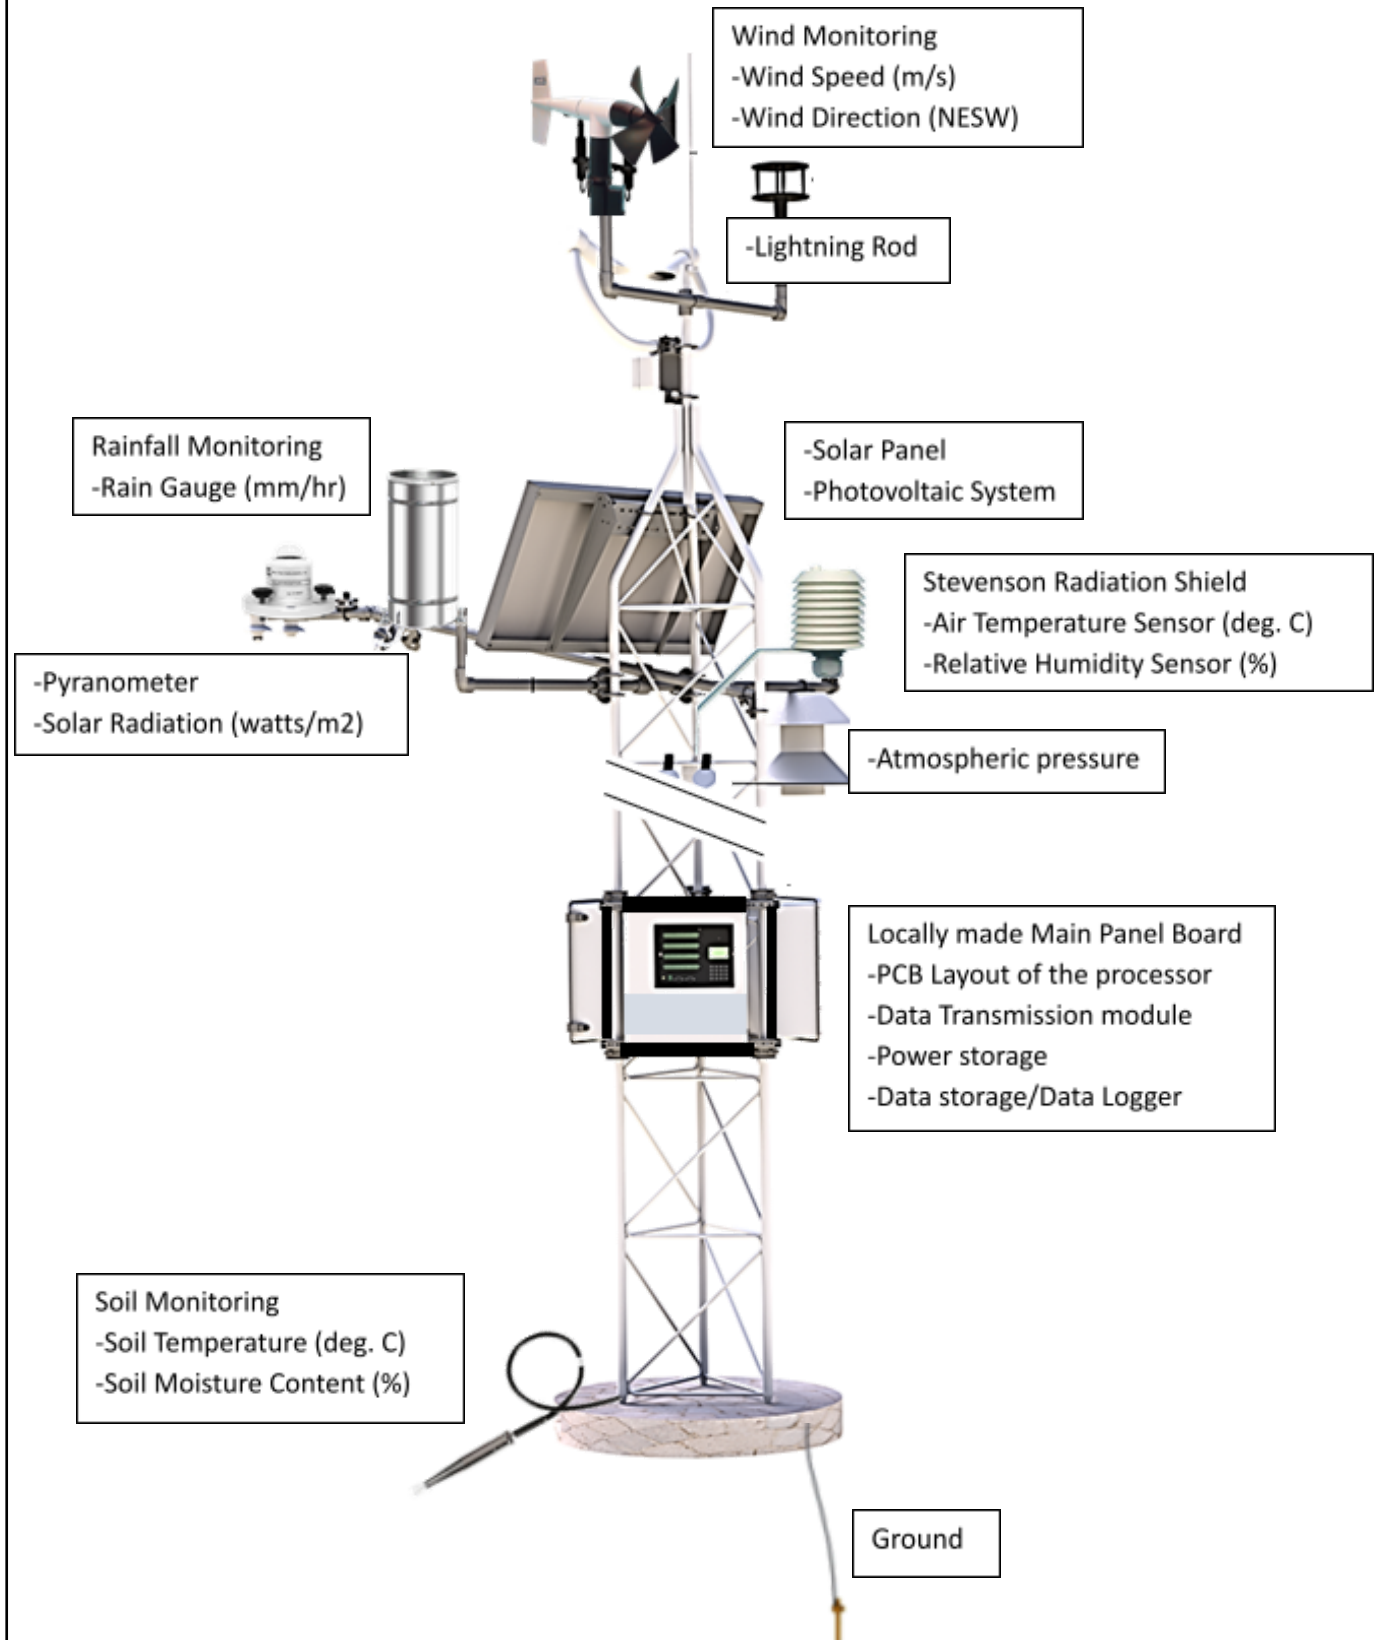 Wind Monitoring
-Wind Speed (m/s)
-Wind Direction (NESW)
-Lightning Rod
Rainfall Monitoring
-Rain Gauge (mm/hr)
-Solar Panel
-Photovoltaic System
Stevenson Radiation Shield
-Air Temperature Sensor (deg. C)
-Relative Humidity Sensor (%)
-Pyranometer
-Solar Radiation (watts/m2)
-Atmospheric pressure
Locally made Main Panel Board
-PCB Layout of the processor
-Data Transmission module
-Power storage
-Data storage/Data Logger
Soil Monitoring
-Soil Temperature (deg. C)
-Soil Moisture Content (%)
Ground